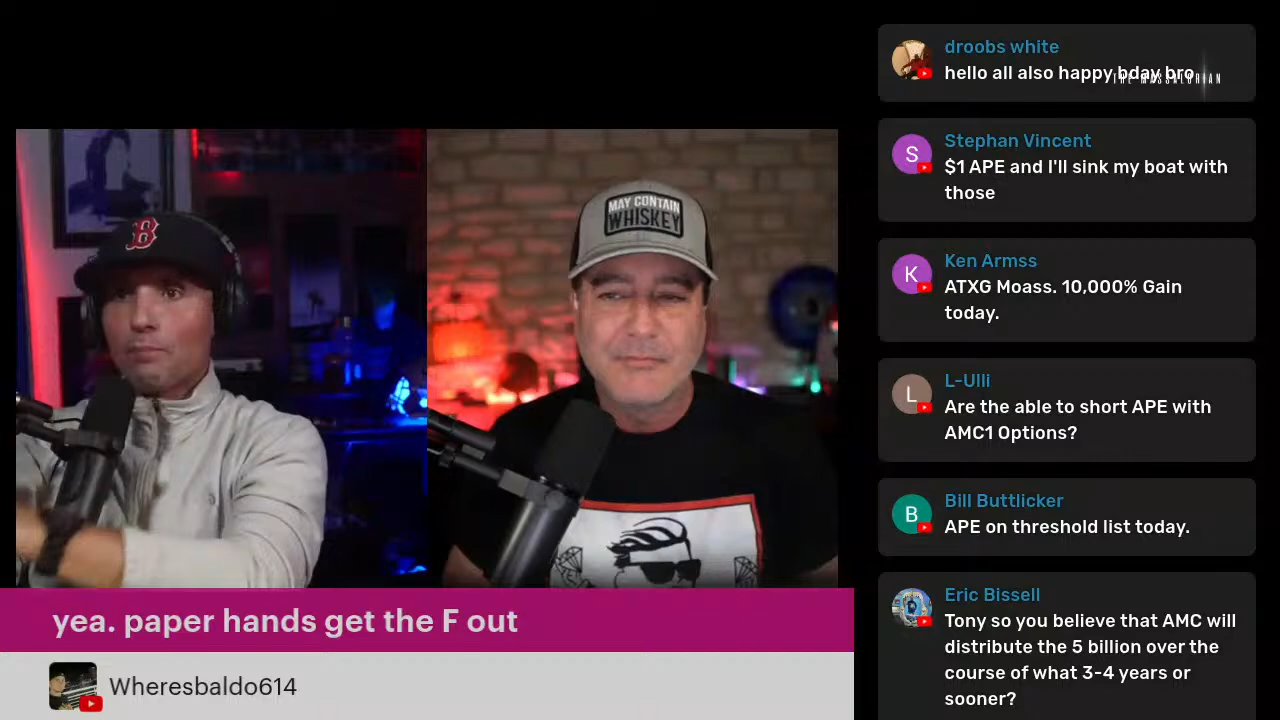 B
MAY CONTAIN
WHISKEY
yea. paper hands get the F out
Wheresbaldo614
droobs white
hello all also happy bday bro
S
Stephan Vincent
$1 APE and I'll sink my boat with
those
K
Ken Armss
ATXG Moass. 10,000% Gain
today.
L
L-Ulli
Are the able to short APE with
AMC1 Options?
B
Bill Buttlicker
APE on threshold list today.
Eric Bissell
Tony so you believe that AMC will
distribute the 5 billion over the
course of what 3-4 years or
sooner?